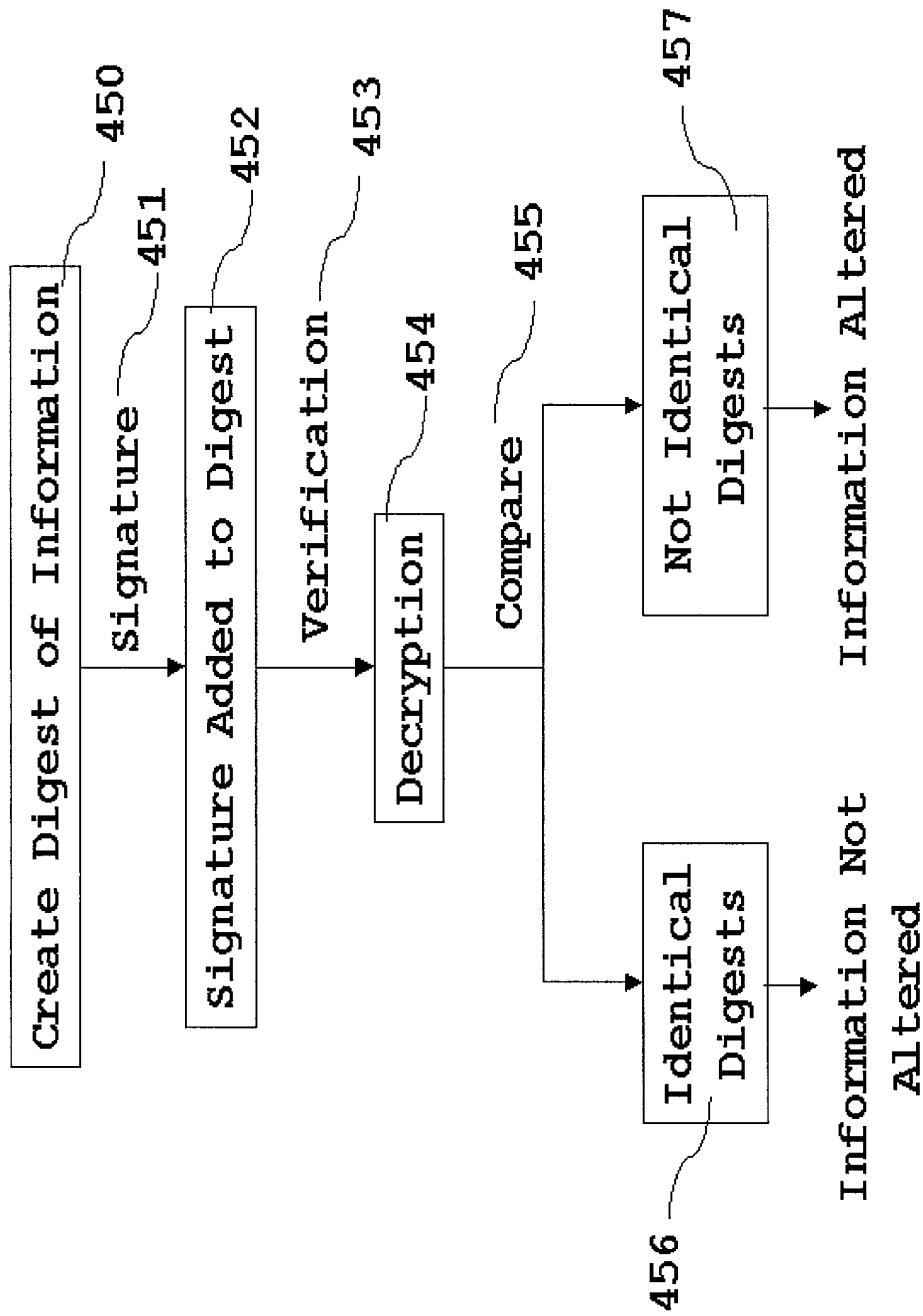 Create Digest of Information
450
Signature
451
Signature Added to Digest
452
Verification
453
Decryption
454
Compare
455
Identical
Digests
456
Not Identical
Digests
457
Information Not
Altered
Information Altered